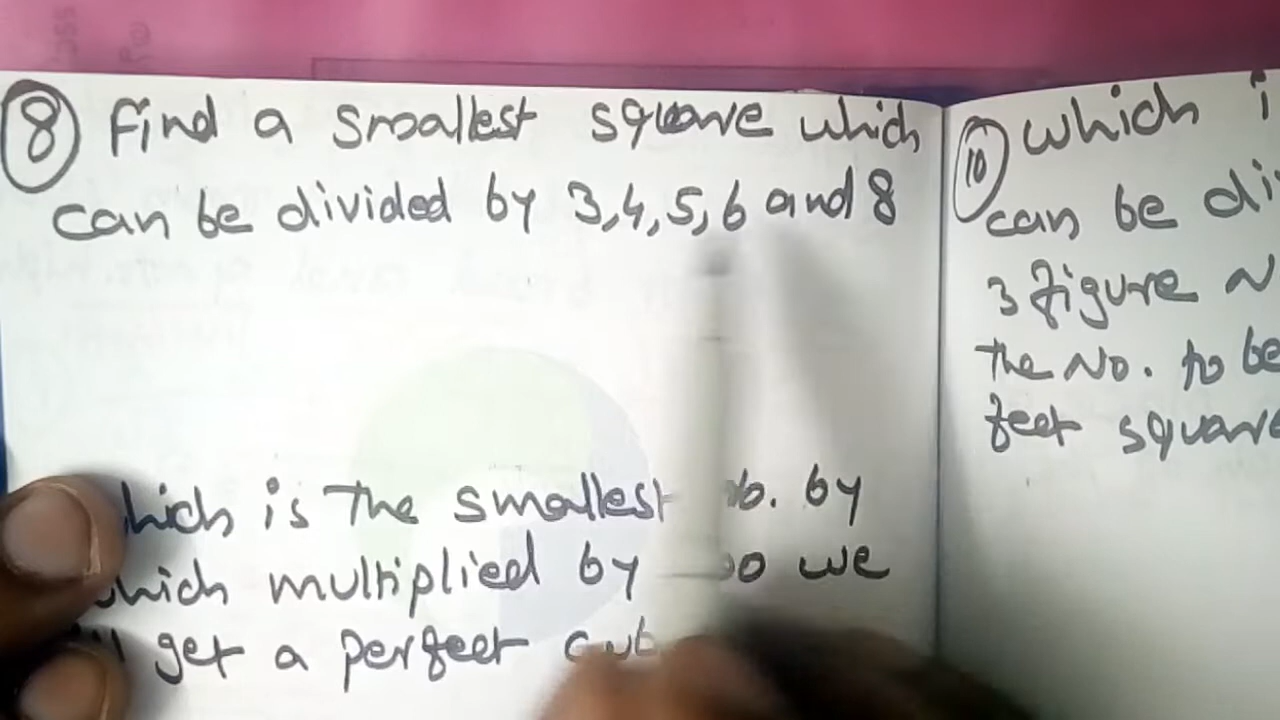 8 Find a smallest square which
can be divided by 3,4,5,6 and 8
hich is the smallest by
hich multiplied by we
get a perfect cub
10 which i
can be di
3 figure N
the No. to be
fect square